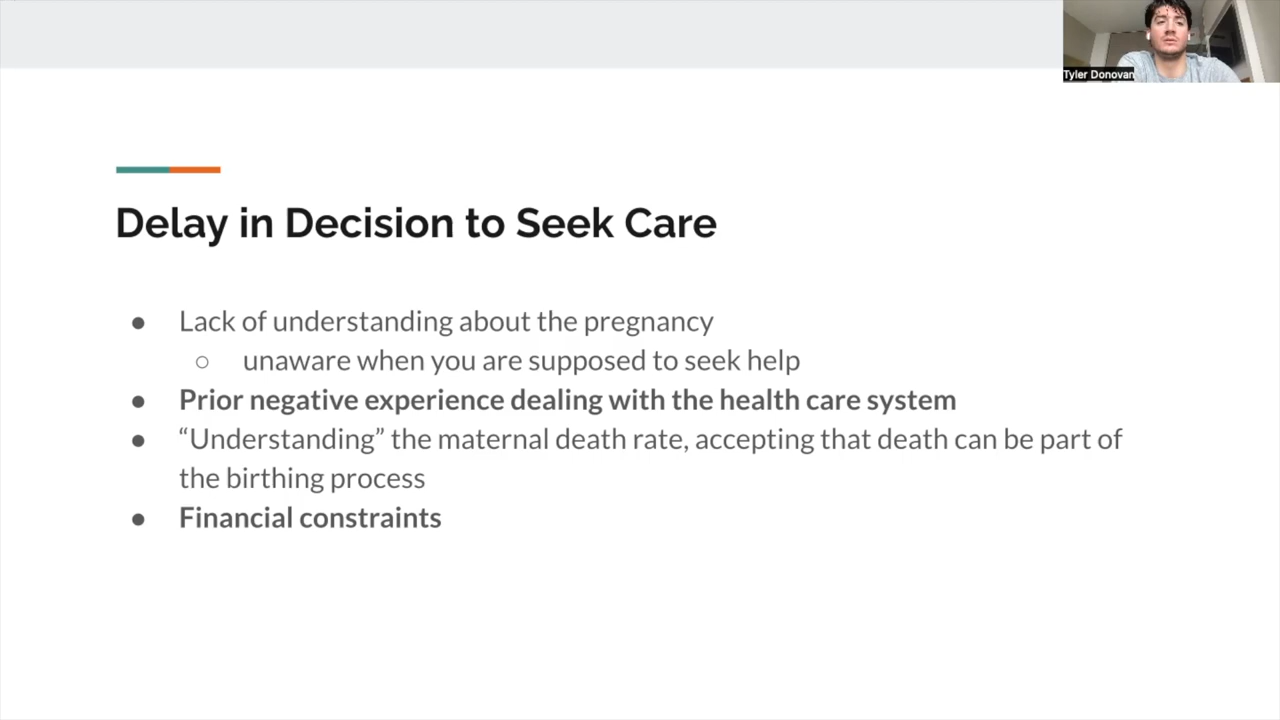 Tyler Donovan
Delay in Decision to Seek Care
● Lack of understanding about the pregnancy
○ unaware when you are supposed to seek help
● Prior negative experience dealing with the health care system
● “Understanding” the maternal death rate, accepting that death can be part of
the birthing process
● Financial constraints